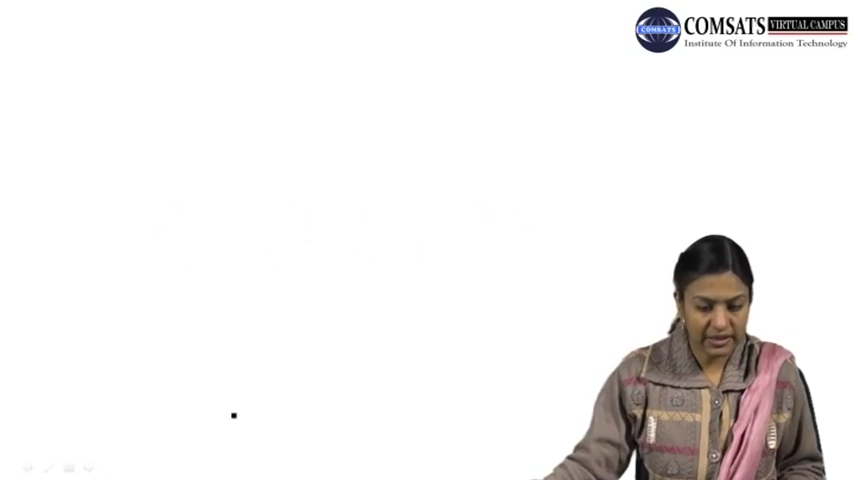 COMSATS VIRTUAL CAMPUS
Institute Of Information Technology
COMSATS